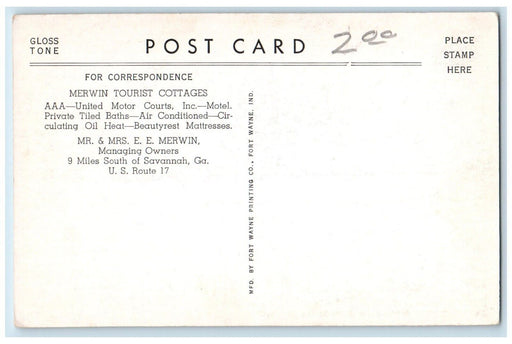 GLOSS
TONE
POST CARD
2.00
PLACE
STAMP
HERE
FOR CORRESPONDENCE
MERWIN TOURIST COTTAGES
AAA—United Motor Courts, Inc.—Motel.
Private Tiled Baths—Air Conditioned—Cir-
culating Oil Heat—Beautyrest Mattresses.
MR. & MRS. E. E. MERWIN,
Managing Owners
9 Miles South of Savannah, Ga.
U. S. Route 17
MFD. BY FORT WAYNE PRINTING CO., FORT WAYNE, IND.